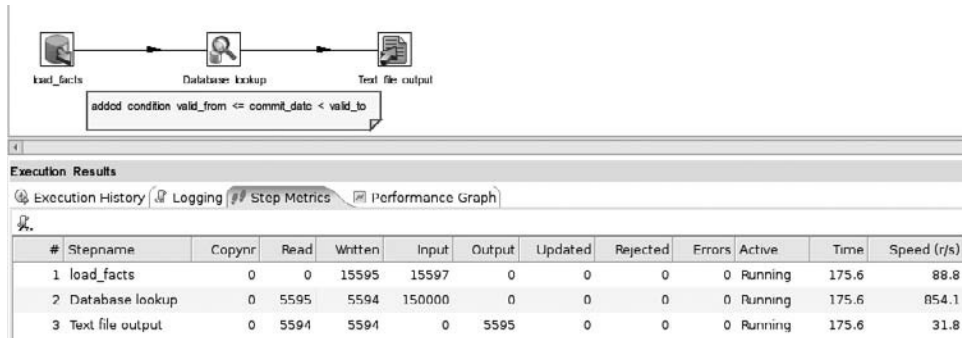 load_facts Database lookup Text file output
added condition valid_from <= commit_date < valid_to
Execution Results
Execution History Logging Step Metrics Performance Graph
# Stepname Copynr Read Written Input Output Updated Rejected Errors Active Time Speed (r/s)
1 load_facts 0 0 15595 15597 0 0 0 0 Running 175.6 88.8
2 Database lookup 0 5595 5594 150000 0 0 0 0 Running 175.6 854.1
3 Text file output 0 5594 5594 0 5595 0 0 0 Running 175.6 31.8